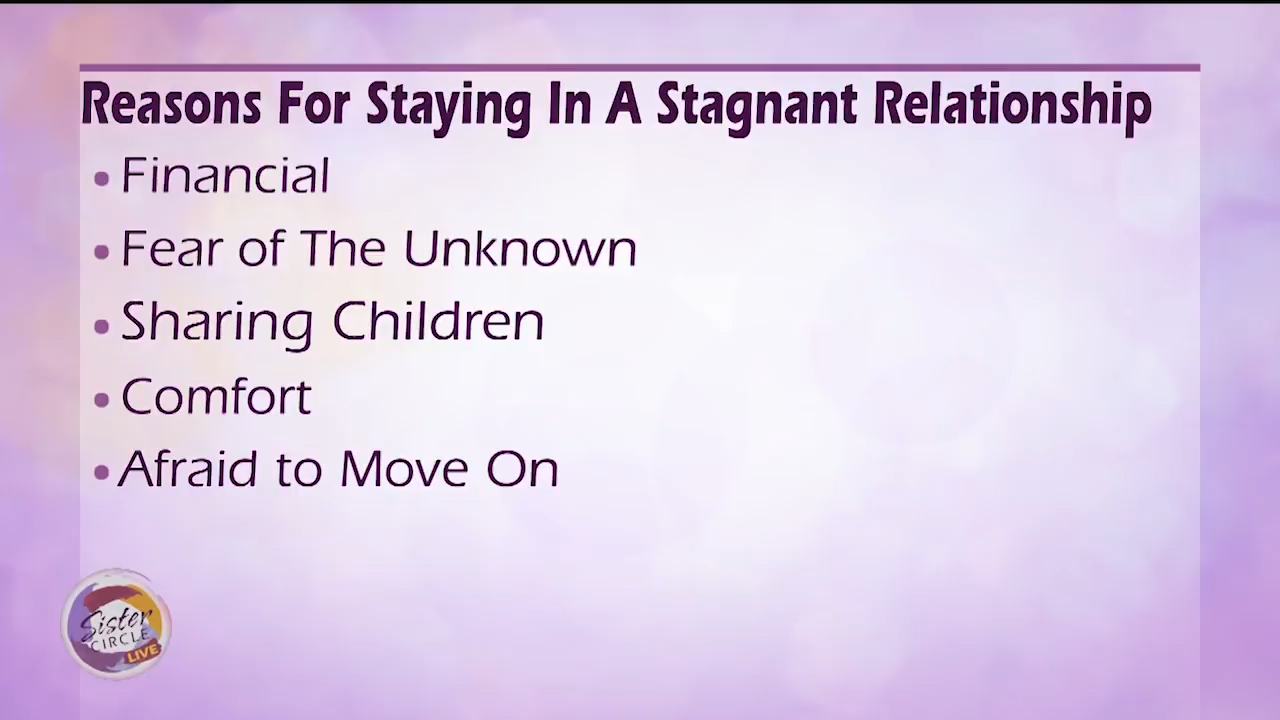 Reasons For Staying In A Stagnant Relationship
• Financial
• Fear of The Unknown
• Sharing Children
• Comfort
• Afraid to Move On
Sister
CIRCLE
LIVE